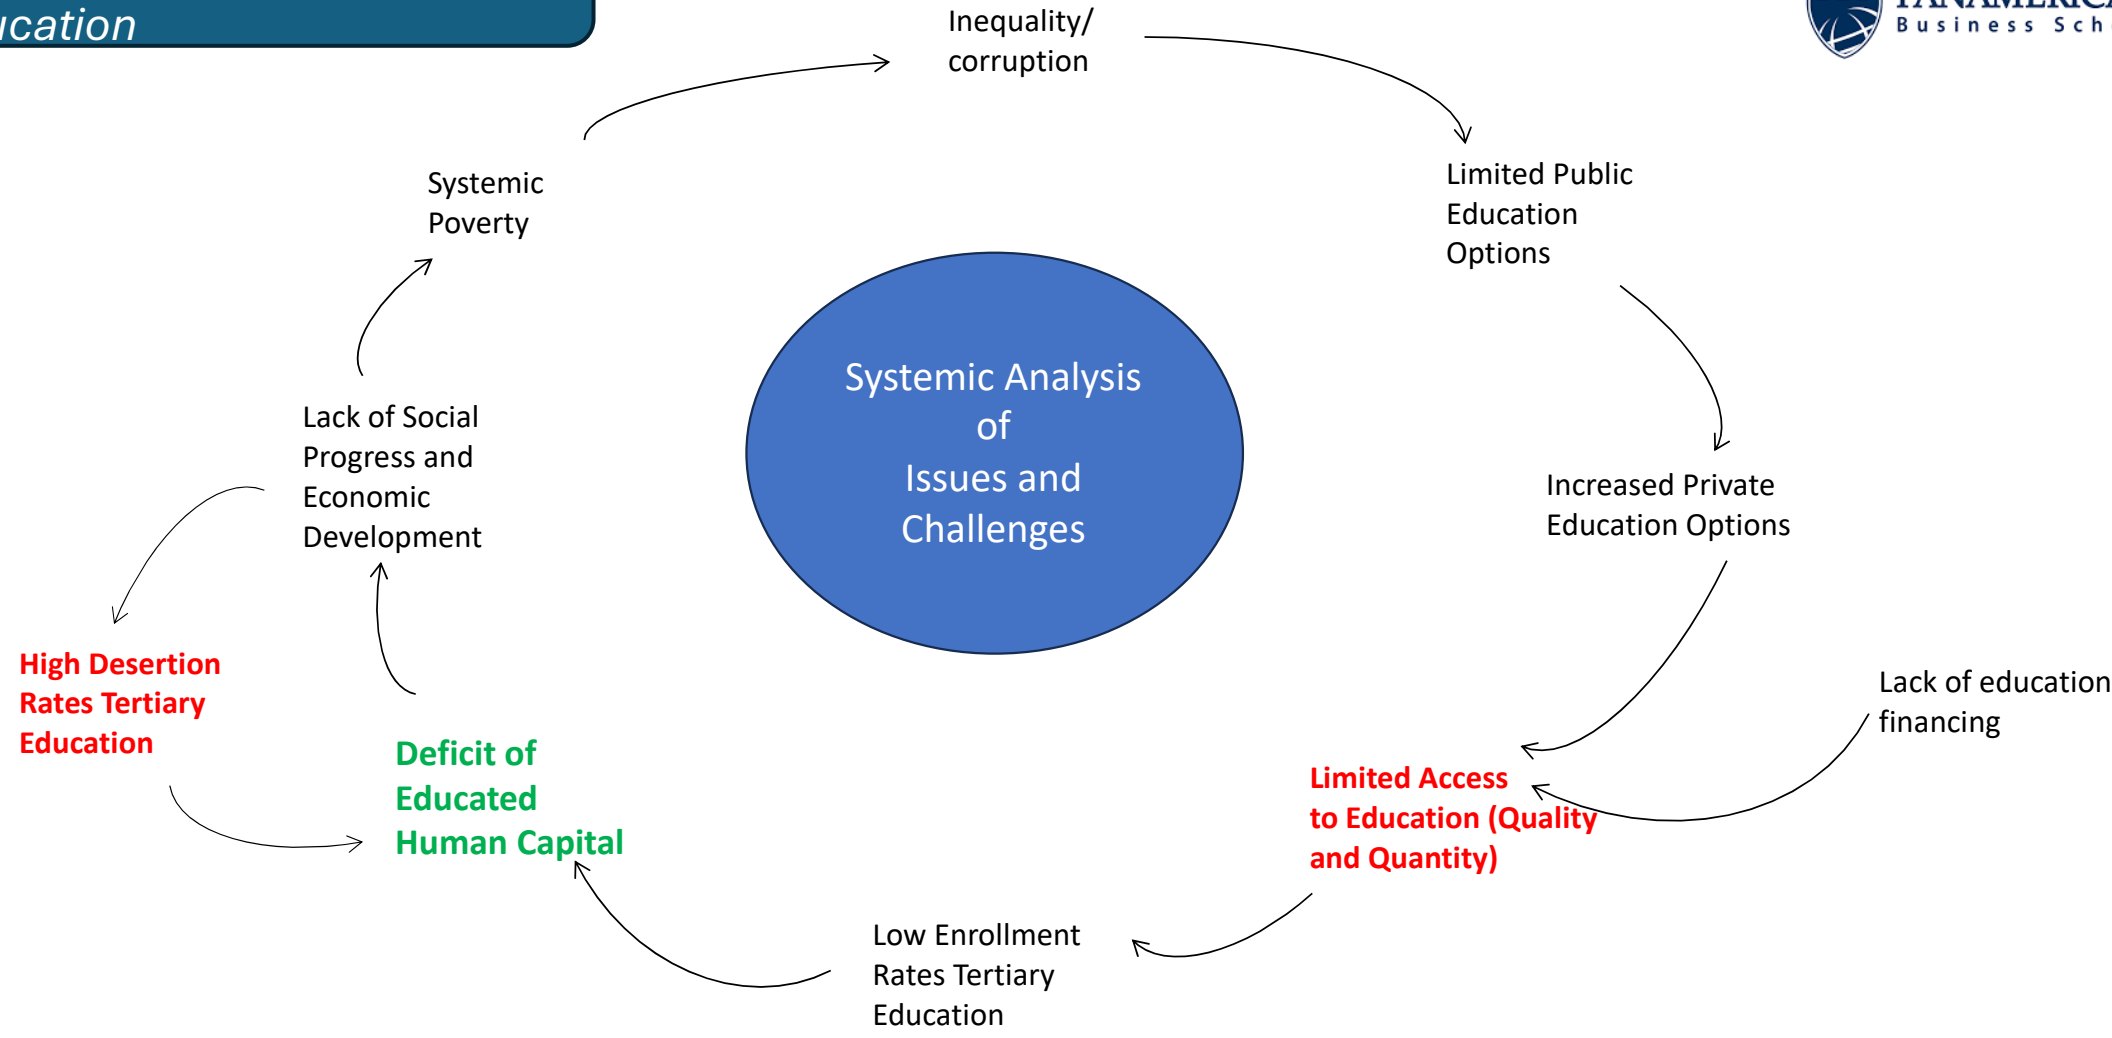 Inequality/
corruption
Business
Systemic
Poverty
Limited Public
Education
Options
Systemic Analysis
of
Issues and
Challenges
Lack of Social
Progress and
Economic
Development
Increased Private
Education Options
High Desertion
Rates Tertiary
Education
Lack of education
financing
Deficit of
Educated
Human Capital
Limited Access
to Education (Quality
and Quantity)
Low Enrollment
Rates Tertiary
Education